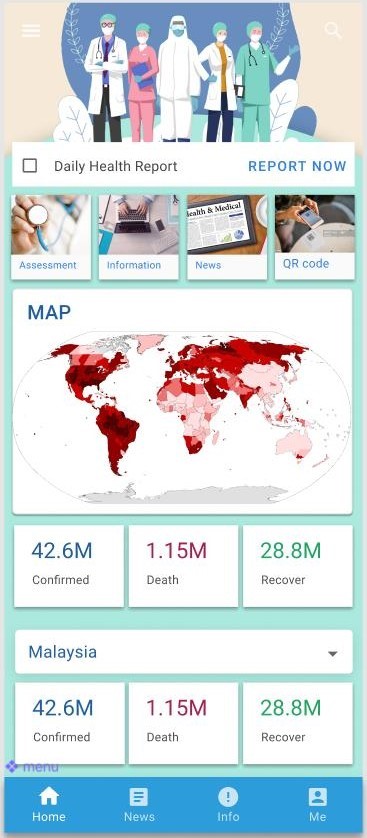 Daily Health Report
REPORT NOW
Health & Medical
Assessment
Information
News
QR code
MAP
42.6M
1.15M
28.8M
Confirmed
Death
Recover
Malaysia
42.6M
1.15M
28.8M
Confirmed
Death
Recover
menu
Home
News
Info
Me